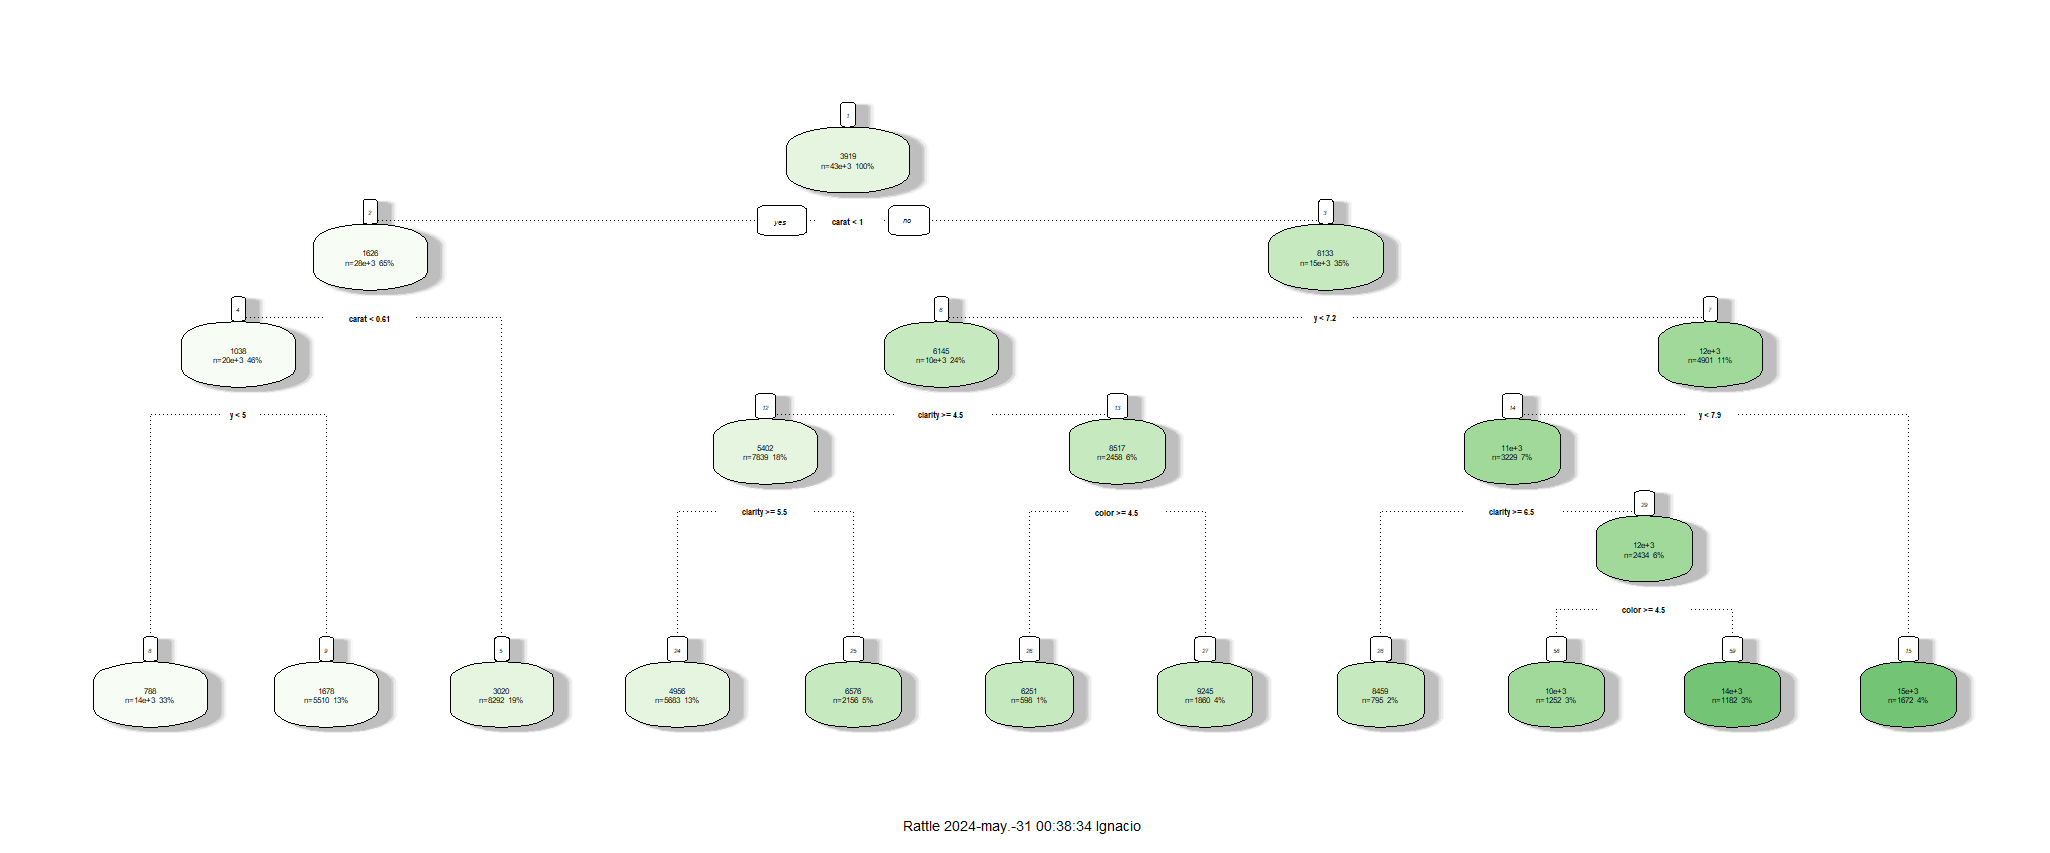 1
3919
n=43e+3 100%
yes
carat < 1
no
2
1626
n=28e+3 65%
3
8133
n=15e+3 35%
carat < 0.61
y < 7.2
4
1038
n=20e+3 46%
6
6145
n=10e+3 24%
7
12e+3
n=4901 11%
y < 5
clarity >= 4.5
y < 7.9
12
5402
n=7839 18%
13
8517
n=2458 6%
14
11e+3
n=3229 7%
clarity >= 5.5
color >= 4.5
clarity >= 6.5
29
12e+3
n=2434 6%
color >= 4.5
8
788
n=14e+3 33%
9
1678
n=5510 13%
5
3020
n=8292 19%
24
4956
n=5683 13%
25
6576
n=2156 5%
26
6251
n=598 1%
27
9245
n=1860 4%
28
8459
n=795 2%
58
10e+3
n=1252 3%
59
14e+3
n=1182 3%
15
15e+3
n=1672 4%
Rattle 2024-may.-31 00:38:34 Ignacio